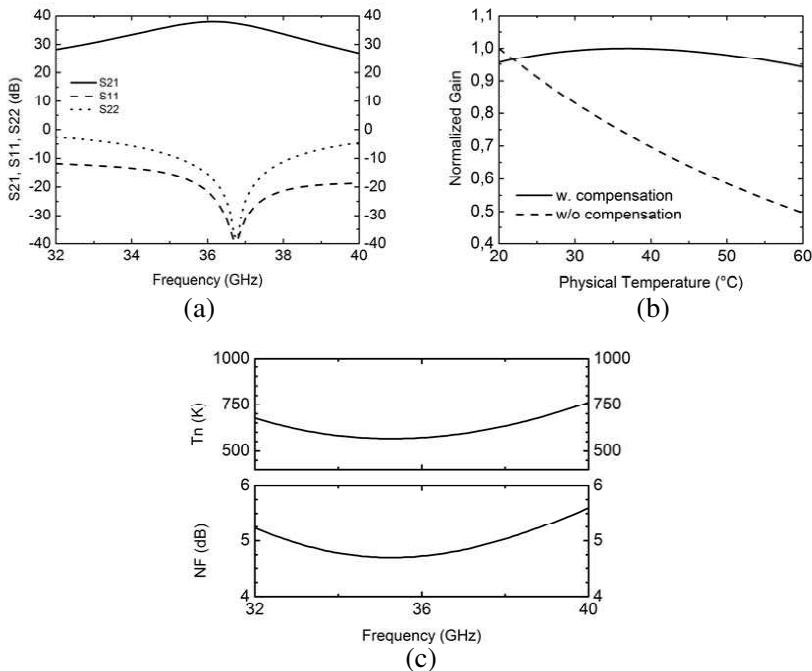 40
30
20
10
0
-10
-20
-30
-40
S21, S11, S22 (dB)
S21
S11
S22
40
30
20
10
0
-10
-20
-30
-40
32 34 36 38 40
Frequency (GHz)
(a)
1,1
1,0
0,9
0,8
0,7
0,6
0,5
0,4
Normalized Gain
w. compensation
w/o compensation
20 30 40 50 60
Physical Temperature (°C)
(b)
1000
750
500
Tn (K)
1000
750
500
6
5
4
NF (dB)
6
5
4
32 36 40
Frequency (GHz)
(c)